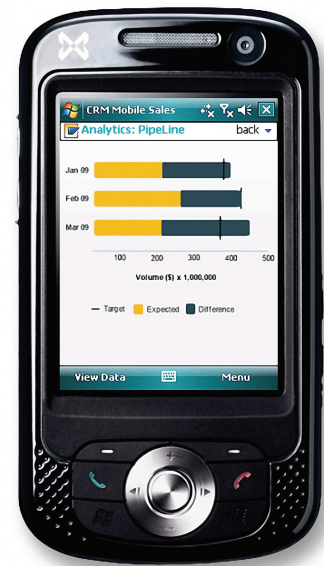 CRM Mobile Sales
Analytics: PipeLine back
Jan 09
Feb 09
Mar 09
100 200 300 400 500
Volume ($) x 1,000,000
Target Expected Difference
View Data Menu